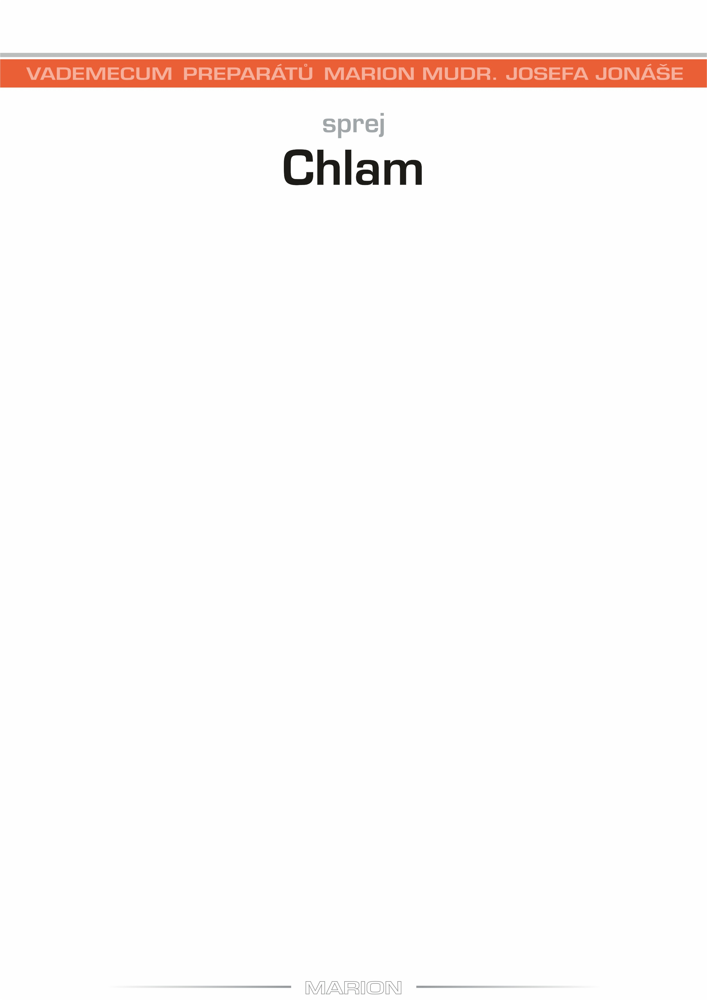 VADEMECUM PREPARÁTŮ MARION MUDR. JOSEFA JONÁŠE
sprej
Chlam
MARION